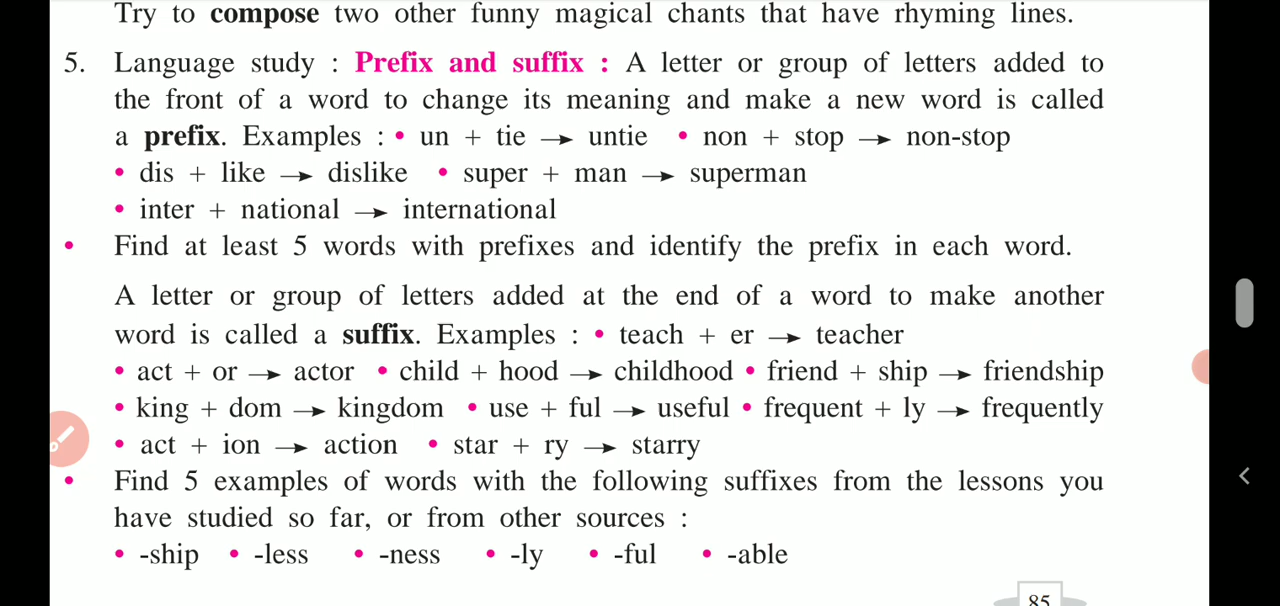 Try to compose two other funny magical chants that have rhyming lines.
5. Language study : Prefix and suffix : A letter or group of letters added to
the front of a word to change its meaning and make a new word is called
a prefix. Examples : • un + tie → untie • non + stop → non-stop
• dis + like → dislike • super + man → superman
• inter + national → international
• Find at least 5 words with prefixes and identify the prefix in each word.
A letter or group of letters added at the end of a word to make another
word is called a suffix. Examples : • teach + er → teacher
• act + or → actor • child + hood → childhood • friend + ship → friendship
• king + dom → kingdom • use + ful → useful • frequent + ly → frequently
• act + ion → action • star + ry → starry
• Find 5 examples of words with the following suffixes from the lessons you
have studied so far, or from other sources :
• -ship • -less • -ness • -ly • -ful • -able
85